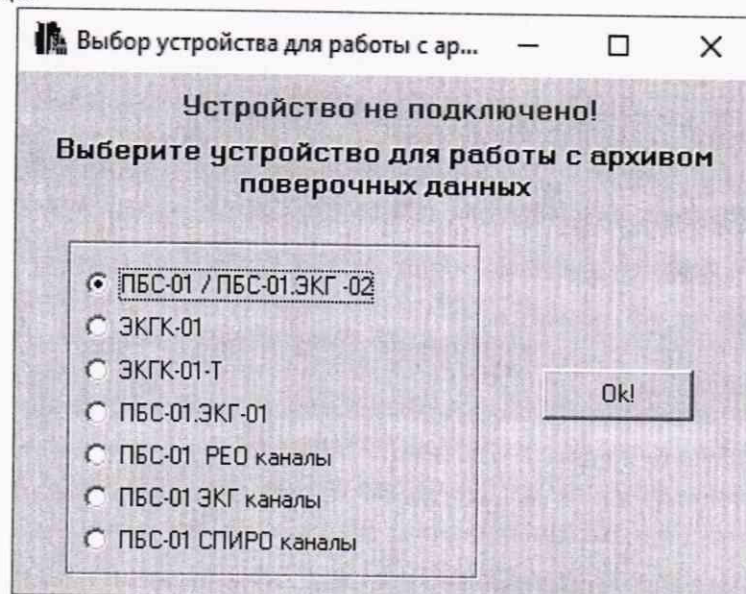 Выбор устройства для работы с ар...
Устройство не подключено!
Выберите устройство для работы с архивом
поверочных данных
ПБС-01 / ПБС-01.ЭКГ -02
ЭКГК-01
ЭКГК-01-Т
ПБС-01.ЭКГ-01
Ok!
ПБС-01 РЕО каналы
ПБС-01 ЭКГ каналы
ПБС-01 СПИРО каналы